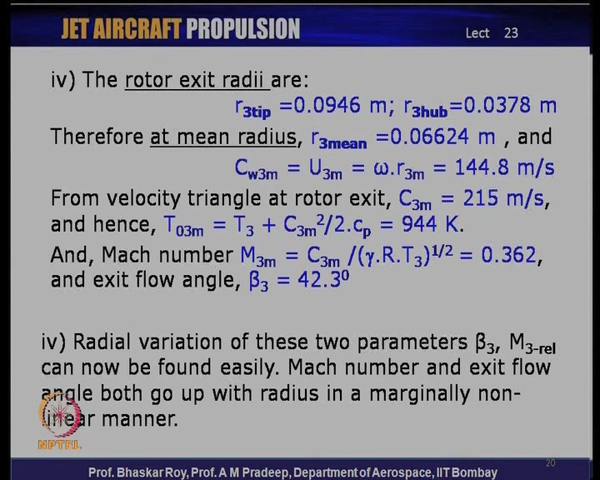 JET AIRCRAFT PROPULSION Lect 23
iv) The rotor exit radii are:
r3tip =0.0946 m; r3hub=0.0378 m
Therefore at mean radius, r3mean =0.06624 m , and
Cw3m = U3m = ω.r3m = 144.8 m/s
From velocity triangle at rotor exit, C3m = 215 m/s,
and hence, T03m = T3 + C3m²/2.cp = 944 K.
And, Mach number M3m = C3m /(γ.R.T3)^1/2 = 0.362,
and exit flow angle, β3 = 42.3⁰
iv) Radial variation of these two parameters β3, M3-rel
can now be found easily. Mach number and exit flow
angle both go up with radius in a marginally non-
linear manner.
NPTEL
20
Prof. Bhaskar Roy, Prof. A M Pradeep, Department of Aerospace, IIT Bombay